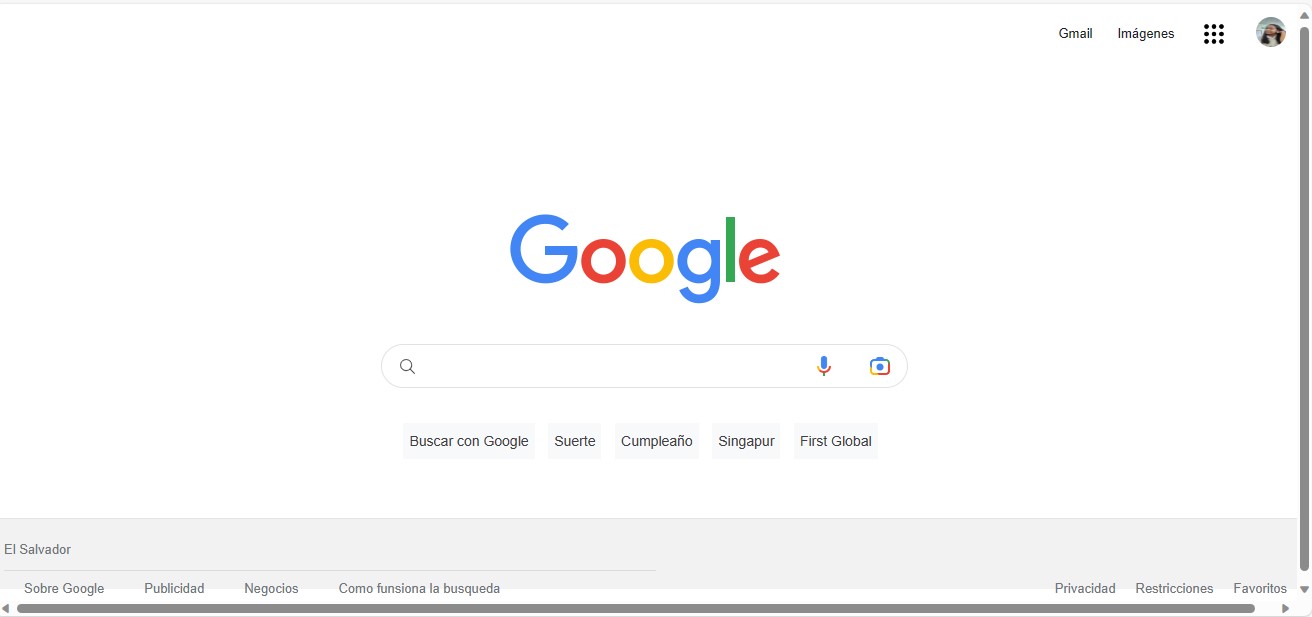 Gmail Imágenes
Google
Buscar con Google Suerte Cumpleaño Singapur First Global
El Salvador
Sobre Google Publicidad Negocios Como funsiona la busqueda Privacidad Restricciones Favoritos